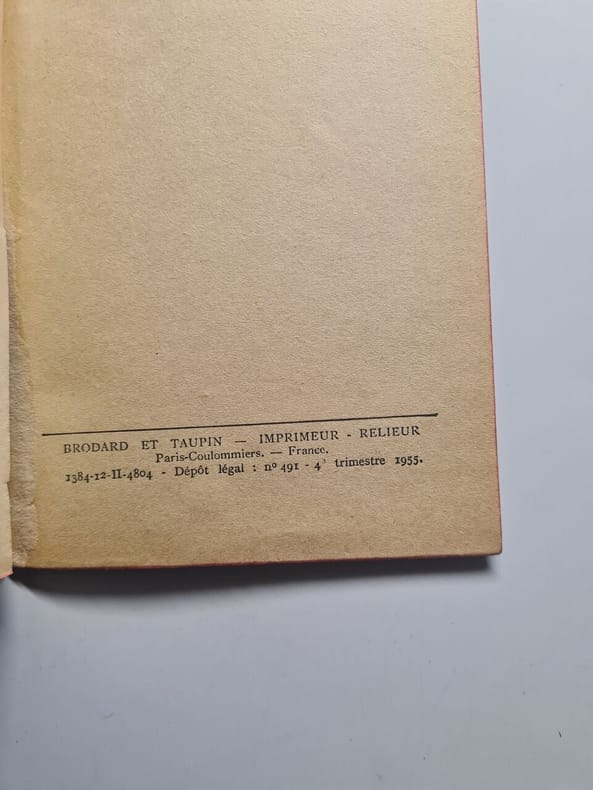 BRODARD ET TAUPIN — IMPRIMEUR - RELIEUR
Paris-Coulommiers. — France.
1384-12-II-4804 - Dépôt légal : nº 491 - 4ᵉ trimestre 1955.